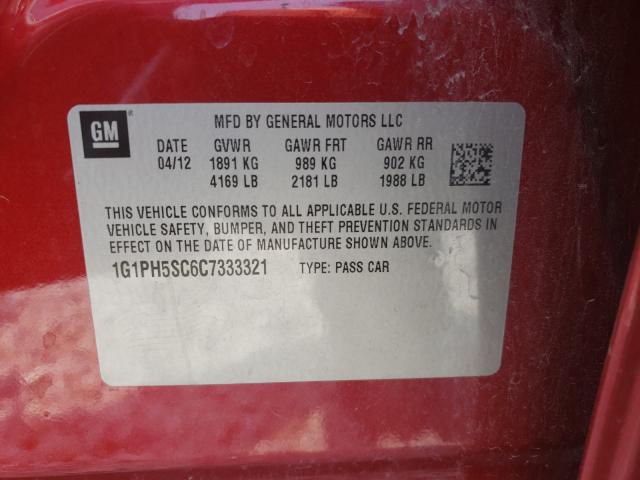 GM
MFD BY GENERAL MOTORS LLC
DATE GVWR GAWR FRT GAWR RR
04/12 1891 KG 989 KG 902 KG
4169 LB 2181 LB 1988 LB
THIS VEHICLE CONFORMS TO ALL APPLICABLE U.S. FEDERAL MOTOR
VEHICLE SAFETY, BUMPER, AND THEFT PREVENTION STANDARDS IN
EFFECT ON THE DATE OF MANUFACTURE SHOWN ABOVE.
1G1PH5SC6C7333321 TYPE: PASS CAR